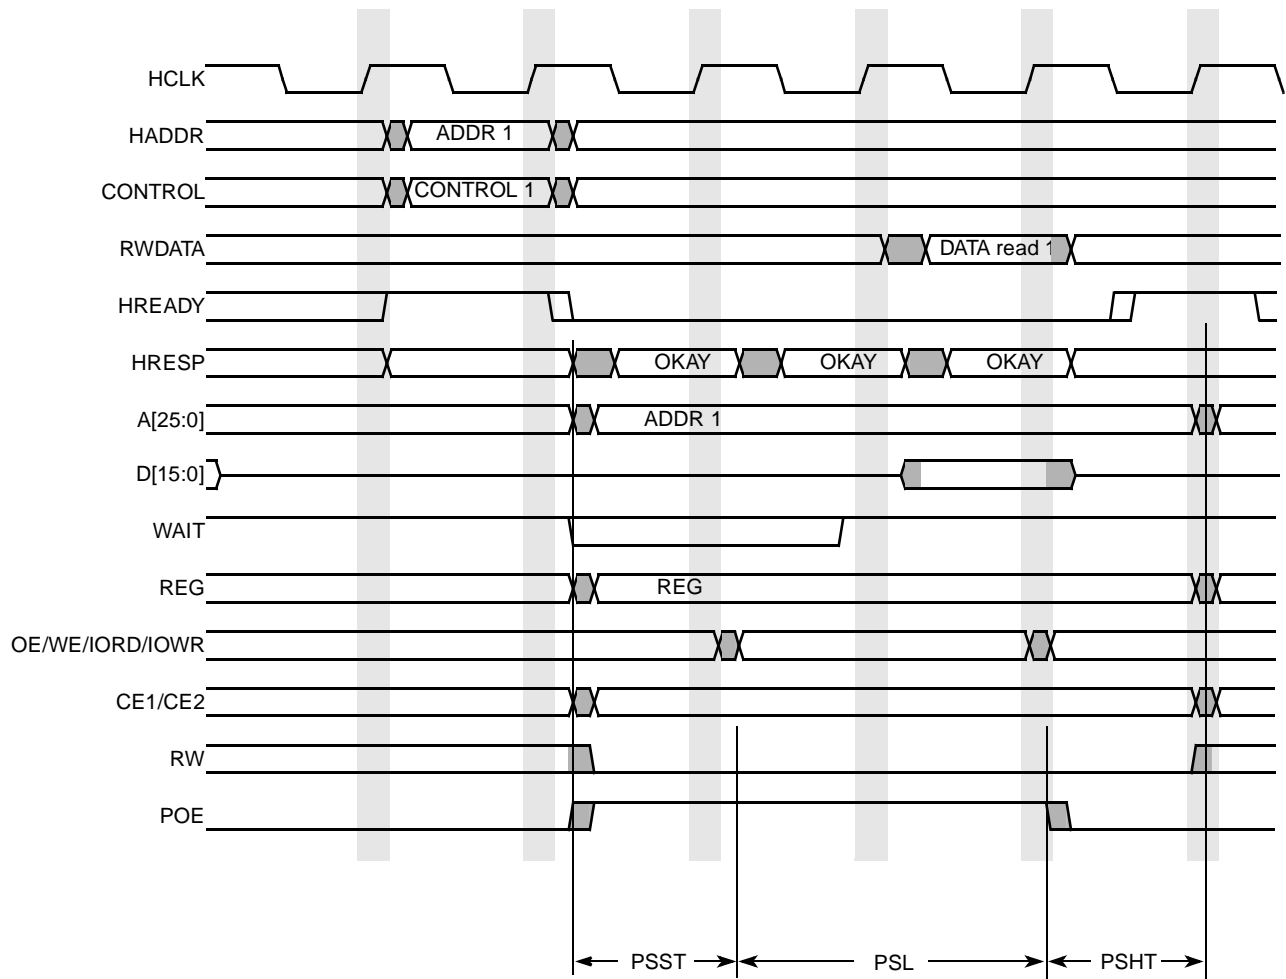 HCLK
HADDR ADDR 1
CONTROL CONTROL 1
RWDATA DATA read 1
HREADY
HRESP OKAY OKAY OKAY
A[25:0] ADDR 1
D[15:0]
WAIT
REG REG
OE/WE/IORD/IOWR
CE1/CE2
RW
POE
PSST PSL PSHT